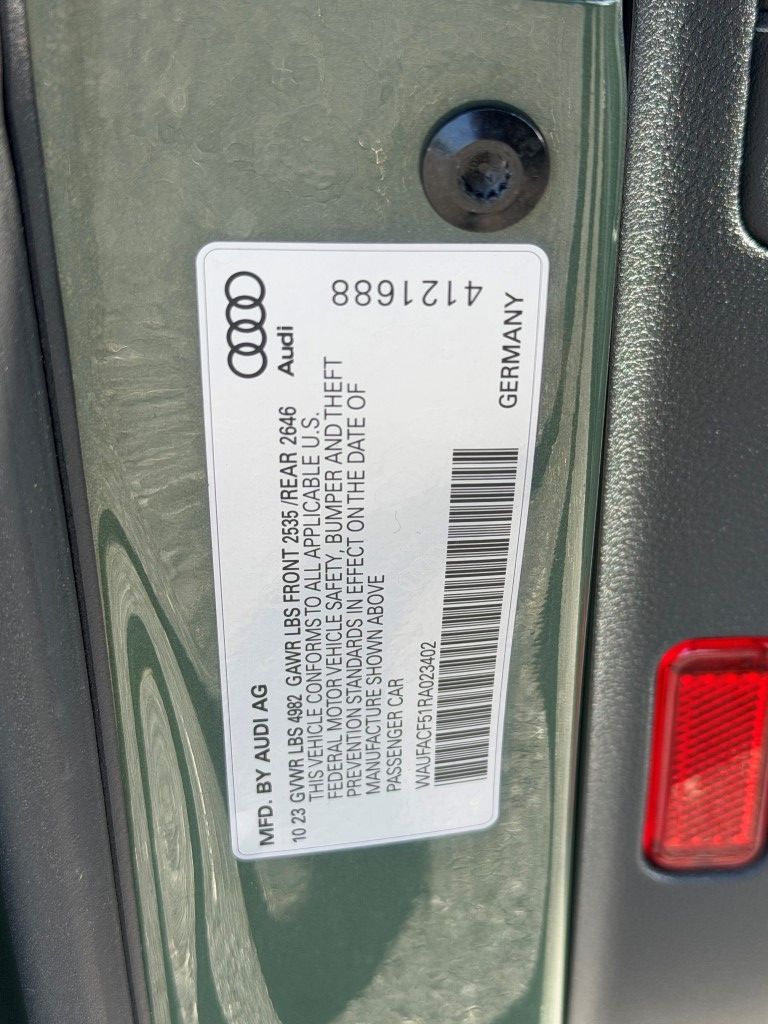 Audi
4121688
MFD. BY AUDI AG
10 23 GVWR LBS 4982 GAWR LBS FRONT 2535 /REAR 2646
THIS VEHICLE CONFORMS TO ALL APPLICABLE U.S.
FEDERAL MOTOR VEHICLE SAFETY, BUMPER AND THEFT
PREVENTION STANDARDS IN EFFECT ON THE DATE OF
MANUFACTURE SHOWN ABOVE
PASSENGER CAR
WAUFACF51RA023402
GERMANY